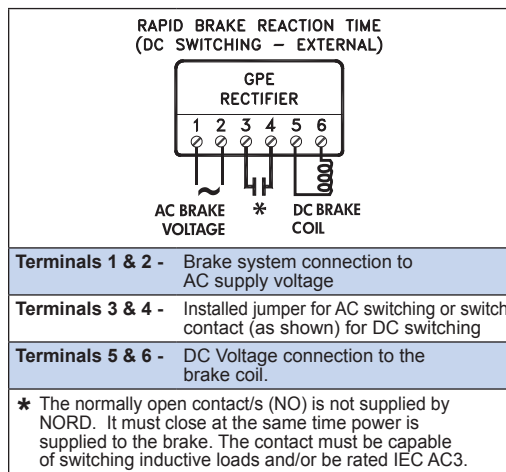 RAPID BRAKE REACTION TIME
(DC SWITCHING – EXTERNAL)
GPE
RECTIFIER
1 2 3 4 5 6
~
*
AC BRAKE
VOLTAGE
DC BRAKE
COIL
Terminals 1 & 2 - Brake system connection to
AC supply voltage
Terminals 3 & 4 - Installed jumper for AC switching or switch
contact (as shown) for DC switching
Terminals 5 & 6 - DC Voltage connection to the
brake coil.
* The normally open contact/s (NO) is not supplied by
NORD. It must close at the same time power is
supplied to the brake. The contact must be capable
of switching inductive loads and/or be rated IEC AC3.